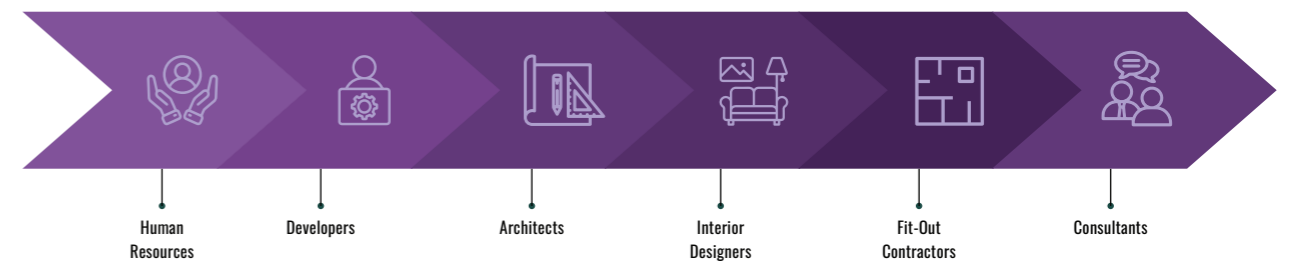 Human
Resources
Developers
Architects
Interior
Designers
Fit-Out
Contractors
Consultants